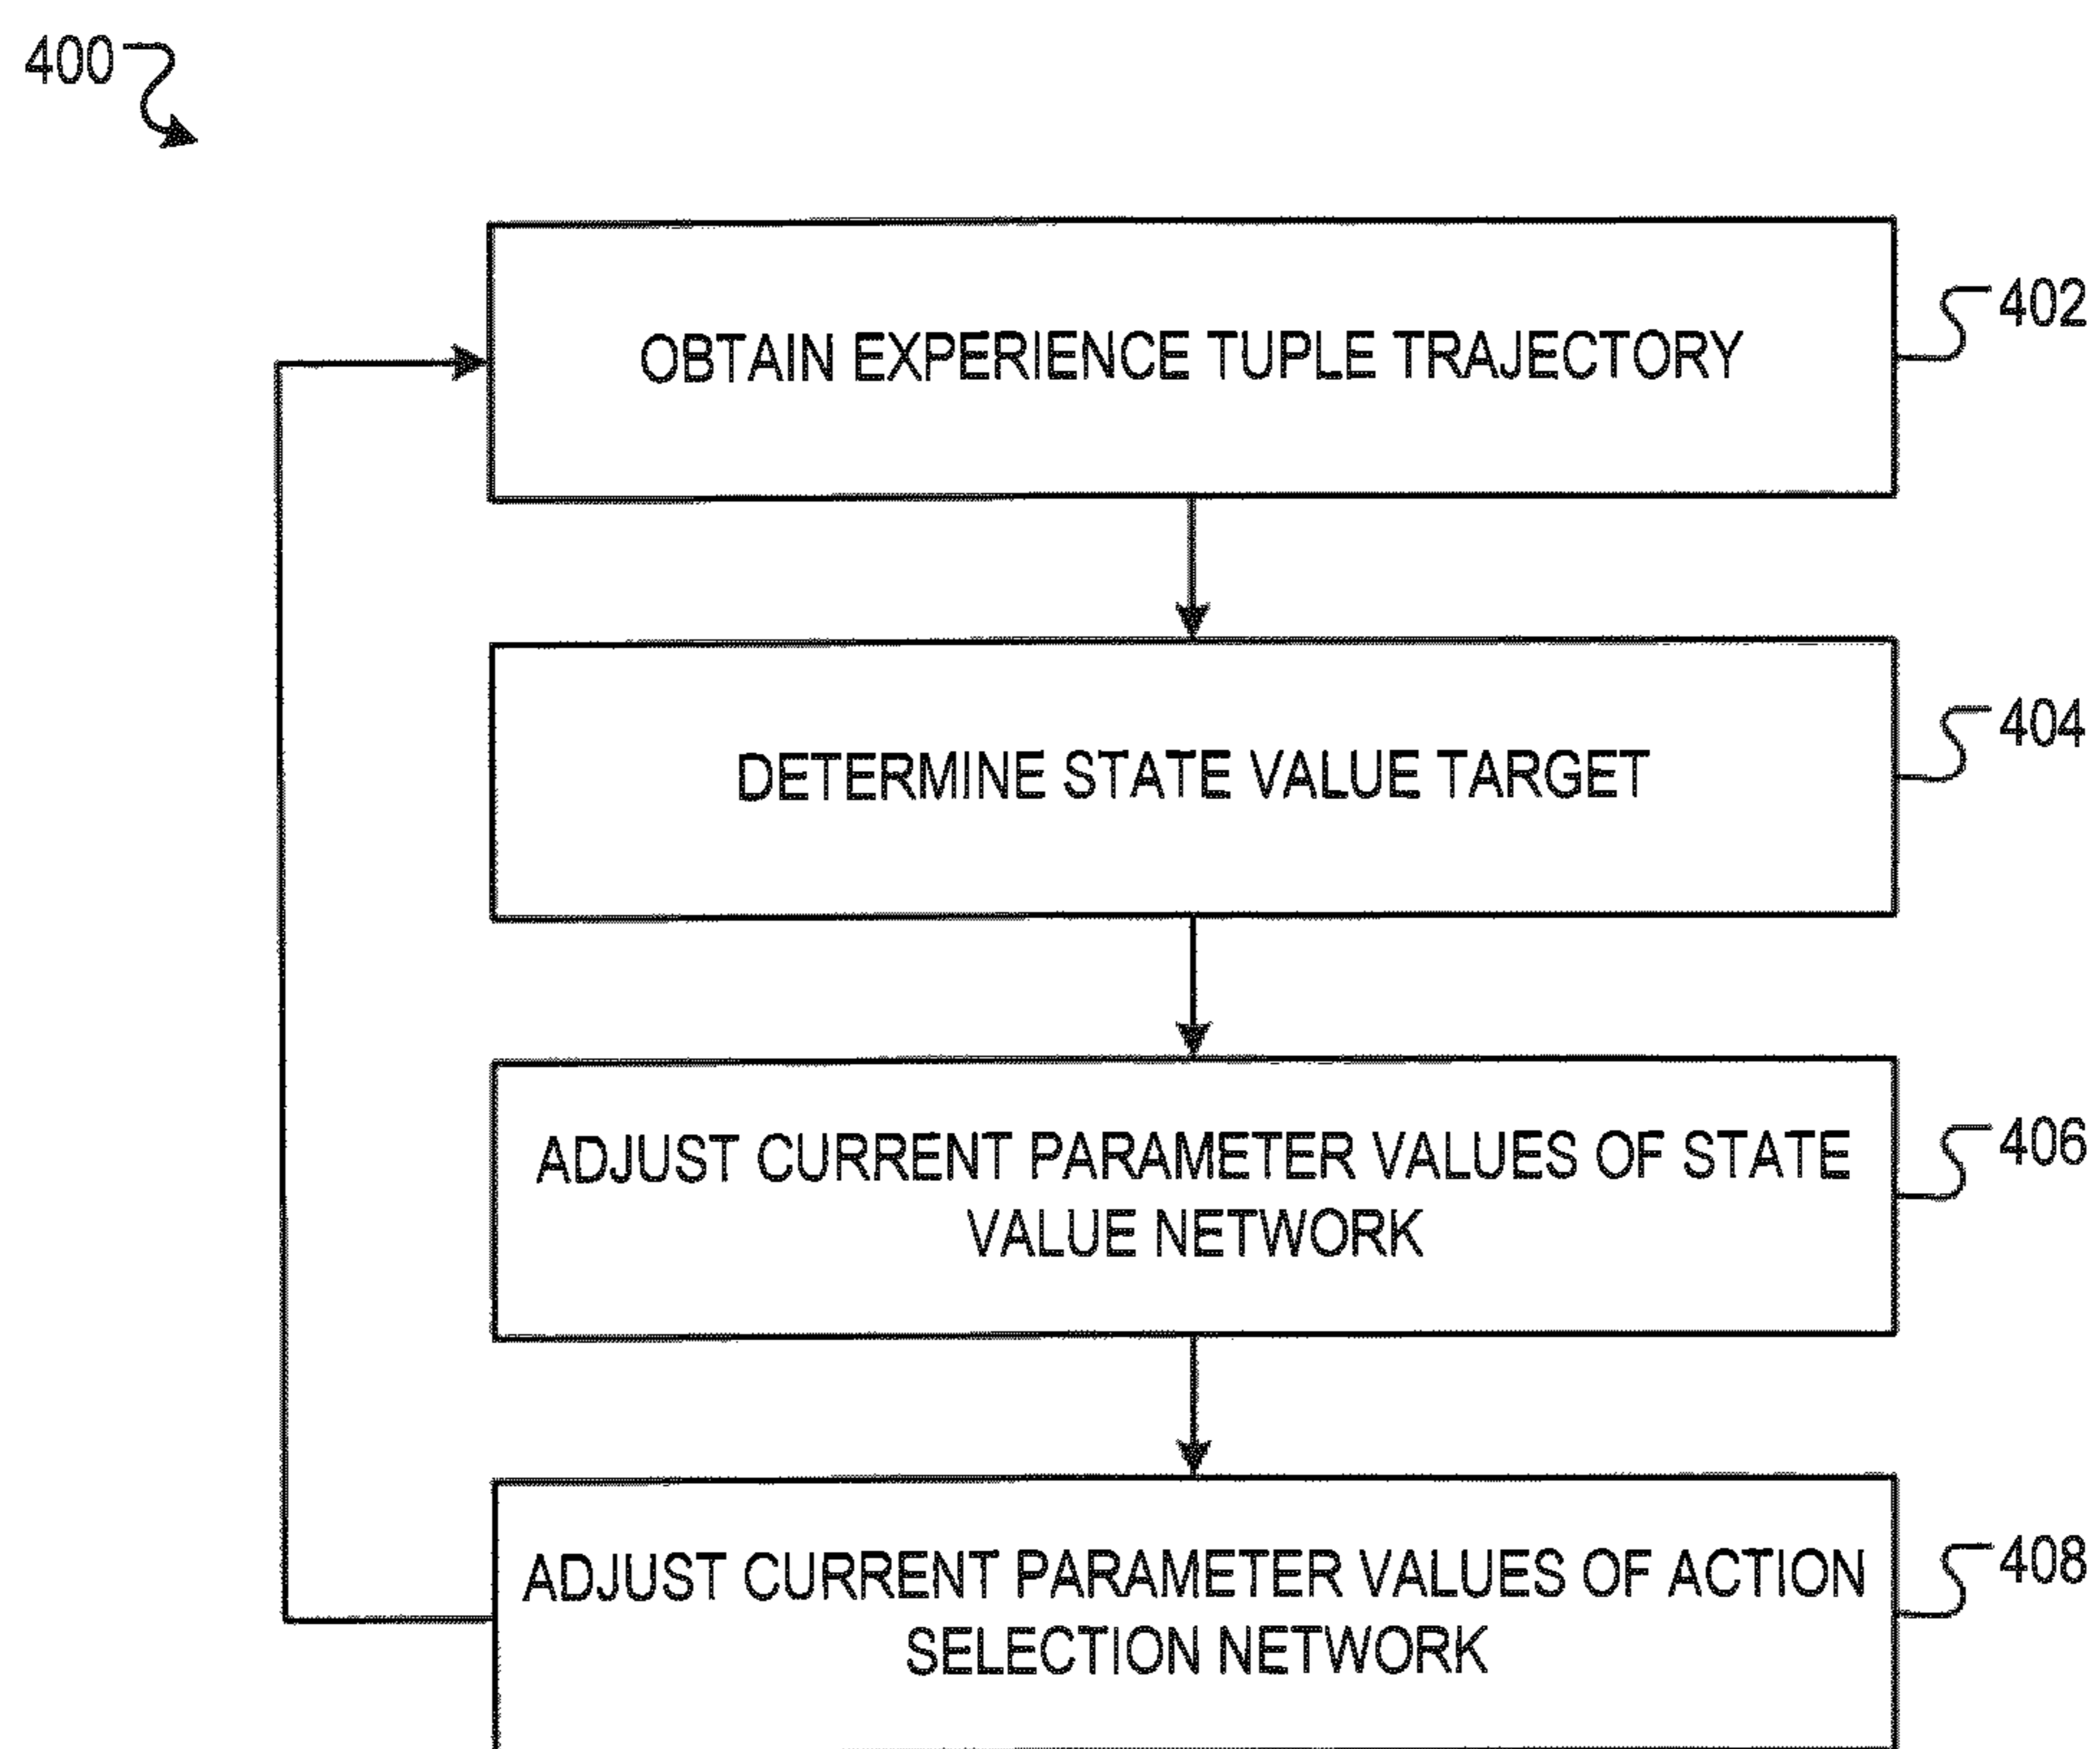 400
OBTAIN EXPERIENCE TUPLE TRAJECTORY
402
DETERMINE STATE VALUE TARGET
404
ADJUST CURRENT PARAMETER VALUES OF STATE
VALUE NETWORK
406
ADJUST CURRENT PARAMETER VALUES OF ACTION
SELECTION NETWORK
408